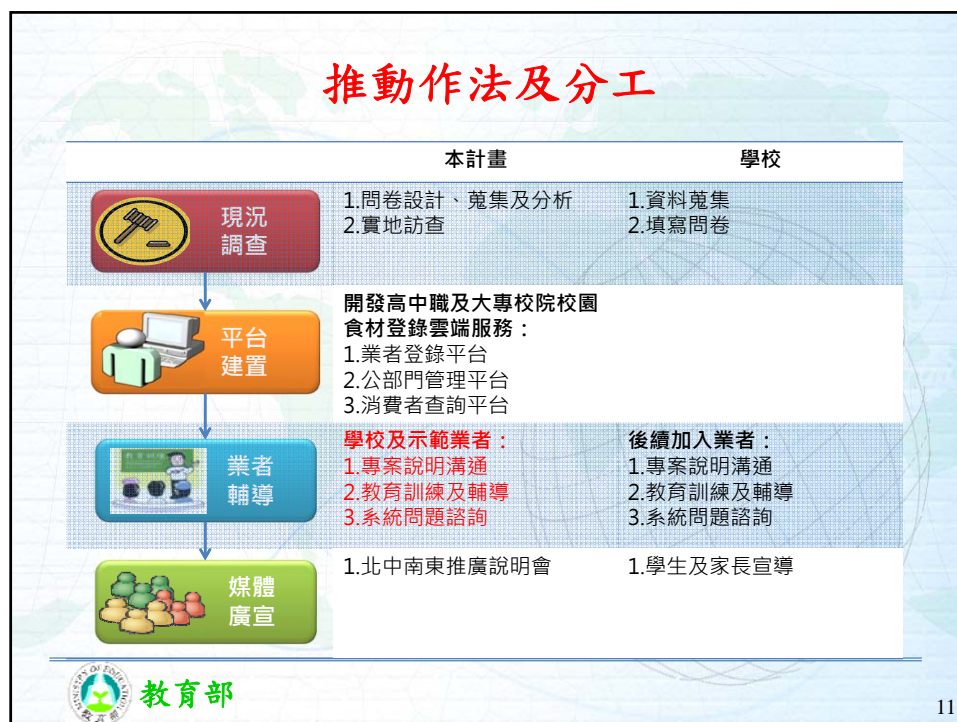 推動作法及分工
本計畫
學校
現況
調查
1.問卷設計、蒐集及分析
2.實地訪查
1.資料蒐集
2.填寫問卷
平台
建置
開發高中職及大專校院校園
食材登錄雲端服務：
1.業者登錄平台
2.公部門管理平台
3.消費者查詢平台
業者
輔導
學校及示範業者：
1.專案說明溝通
2.教育訓練及輔導
3.系統問題諮詢
後續加入業者：
1.專案說明溝通
2.教育訓練及輔導
3.系統問題諮詢
媒體
廣宣
1.北中南東推廣說明會
1.學生及家長宣導
MINISTRY OF EDUCATION
教育部
教育部
11